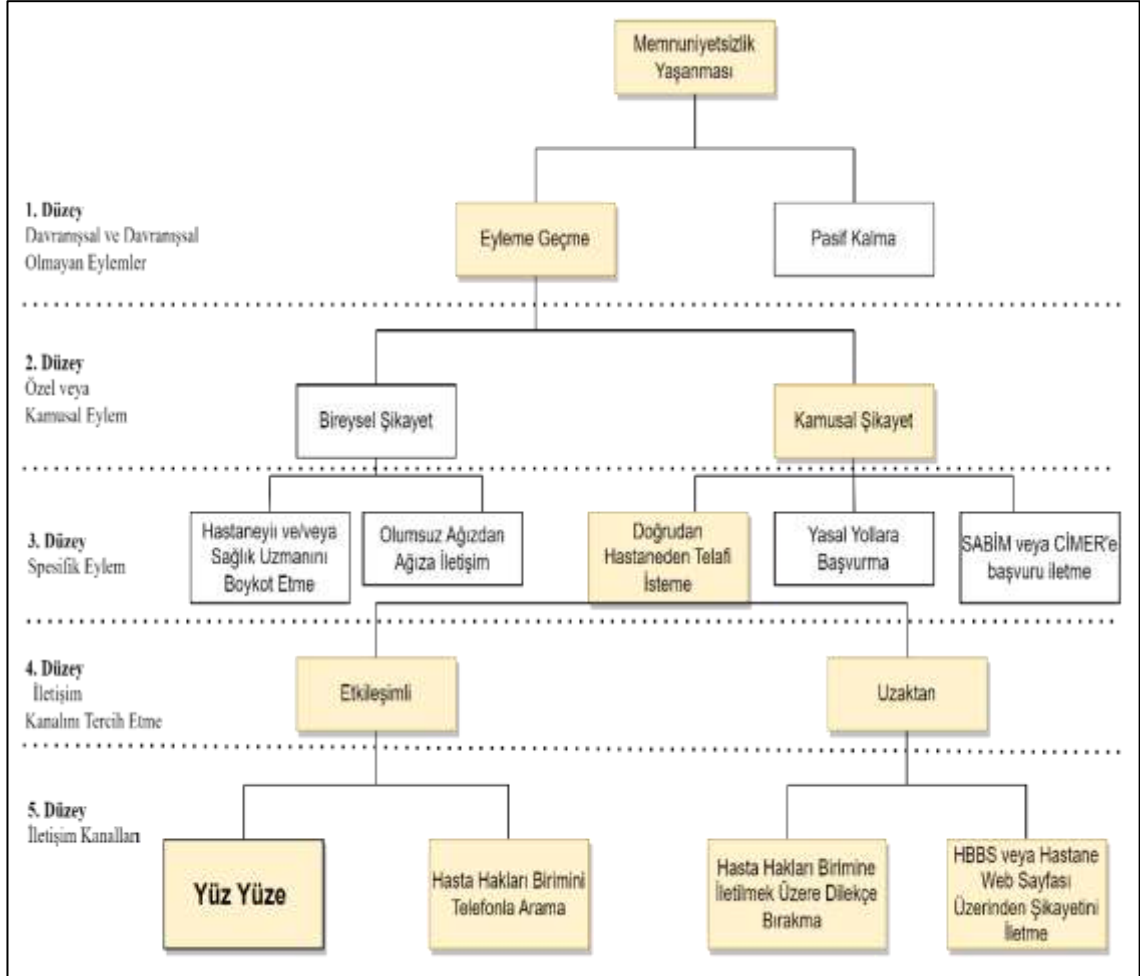 Memnuniyetsizlik
Yaşanması
1. Düzey
Davranışsal ve Davranışsal
Olmayan Eylemler
Eyleme Geçme
Pasif Kalma
2. Düzey
Özel veya
Kamusal Eylem
Bireysel Şikayet
Kamusal Şikayet
3. Düzey
Spesifik Eylem
Hastaneyi ve/veya
Sağlık Uzmanını
Boykot Etme
Olumsuz Ağızdan
Ağıza İletişim
Doğrudan
Hastaneden Telafi
İsteme
Yasal Yollara
Başvurma
SABİM veya CİMER'e
başvuru iletme
4. Düzey
İletişim
Kanalını Tercih Etme
Etkileşimli
Uzaktan
5. Düzey
İletişim Kanalları
Yüz Yüze
Hasta Hakları Birimini
Telefonla Arama
Hasta Hakları Birimine
İletilmek Üzere Dilekçe
Bırakma
HBBS veya Hastane
Web Sayfası
Üzerinden Şikayetini
İletme